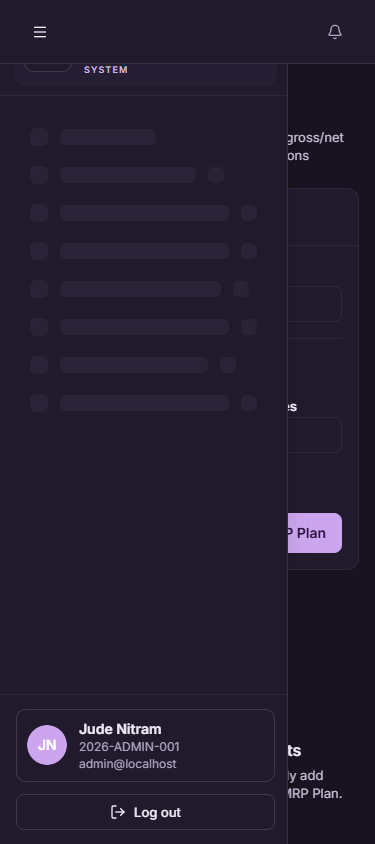 SYSTEM
gross/net
ons
es
P Plan
Jude Nitram
JN
2026-ADMIN-001
admin@localhost
ts
ly add
MRP Plan.
Log out